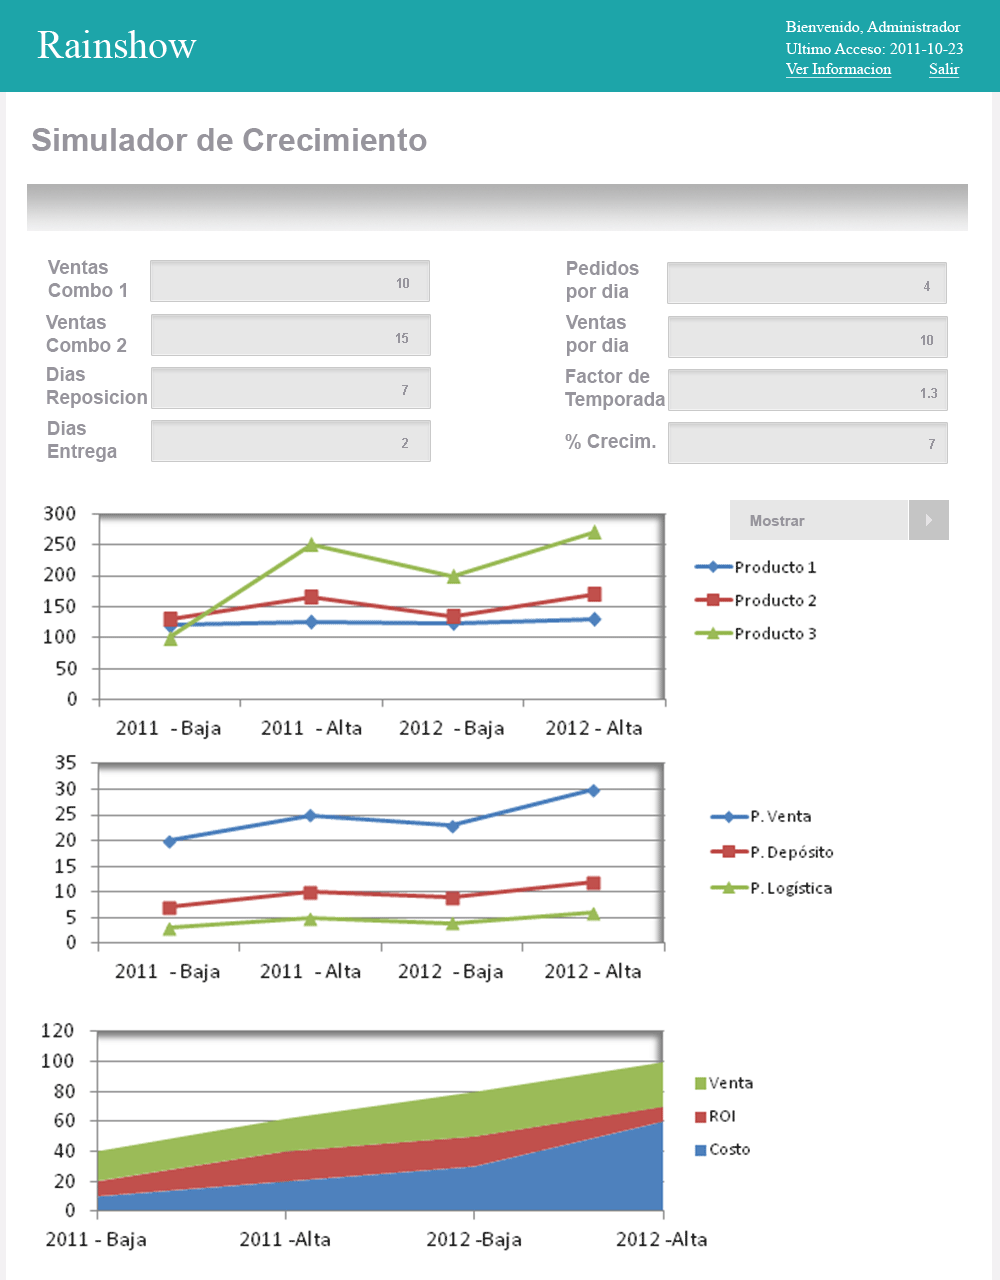 Rainshow
Bienvenido, Administrador
Ultimo Acceso: 2011-10-23
Ver Informacion Salir
Simulador de Crecimiento
Ventas
Combo 1
10
Ventas
Combo 2
15
Dias
Reposicion
7
Dias
Entrega
2
Pedidos
por dia
4
Ventas
por dia
10
Factor de
Temporada
1.3
% Crecim.
7
Mostrar
300
250
200
150
100
50
0
2011 - Baja 2011 - Alta 2012 - Baja 2012 - Alta
Producto 1
Producto 2
Producto 3
35
30
25
20
15
10
5
0
2011 - Baja 2011 - Alta 2012 - Baja 2012 - Alta
P. Venta
P. Depósito
P. Logística
120
100
80
60
40
20
0
2011 - Baja 2011 -Alta 2012 -Baja 2012 -Alta
Venta
ROI
Costo